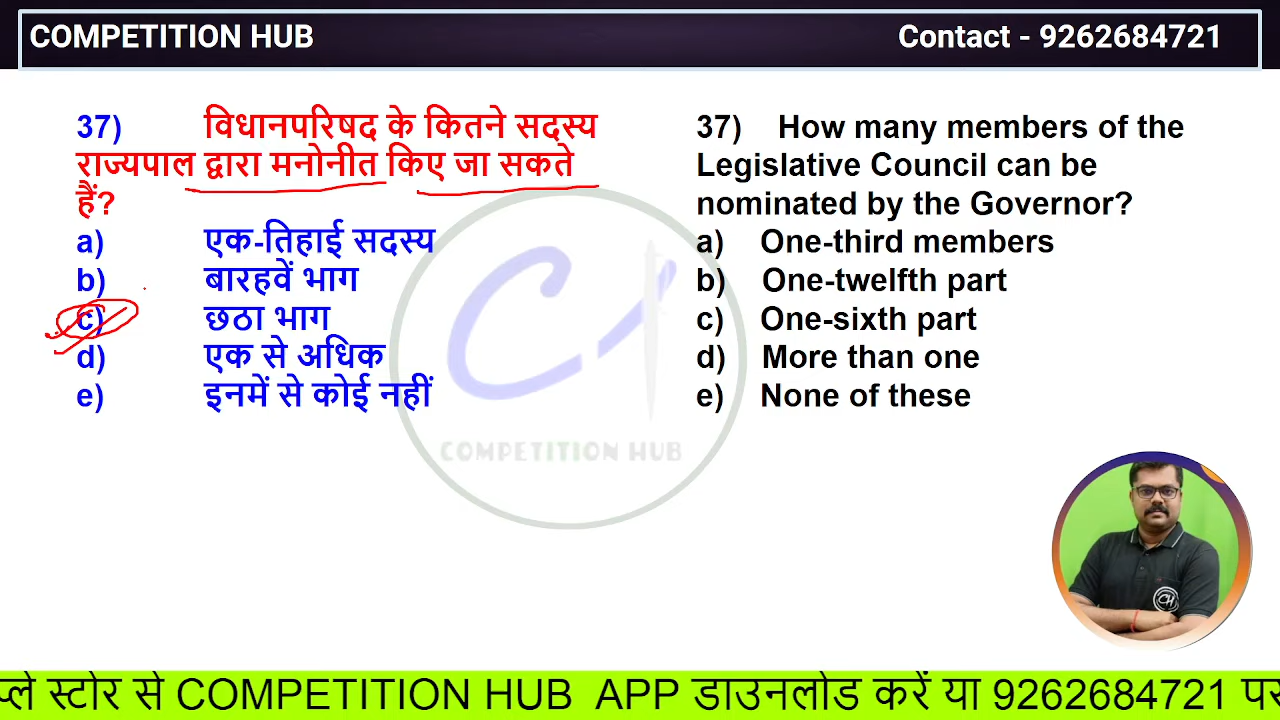 COMPETITION HUB
Contact - 9262684721
37) विधानपरिषद के कितने सदस्य
राज्यपाल द्वारा मनोनीत किए जा सकते
हैं?
a) एक-तिहाई सदस्य
b) बारहवें भाग
c) छठा भाग
d) एक से अधिक
e) इनमें से कोई नहीं
37) How many members of the
Legislative Council can be
nominated by the Governor?
a) One-third members
b) One-twelfth part
c) One-sixth part
d) More than one
e) None of these
COMPETITION HUB
CH
प्ले स्टोर से COMPETITION HUB APP डाउनलोड करें या 9262684721 पर